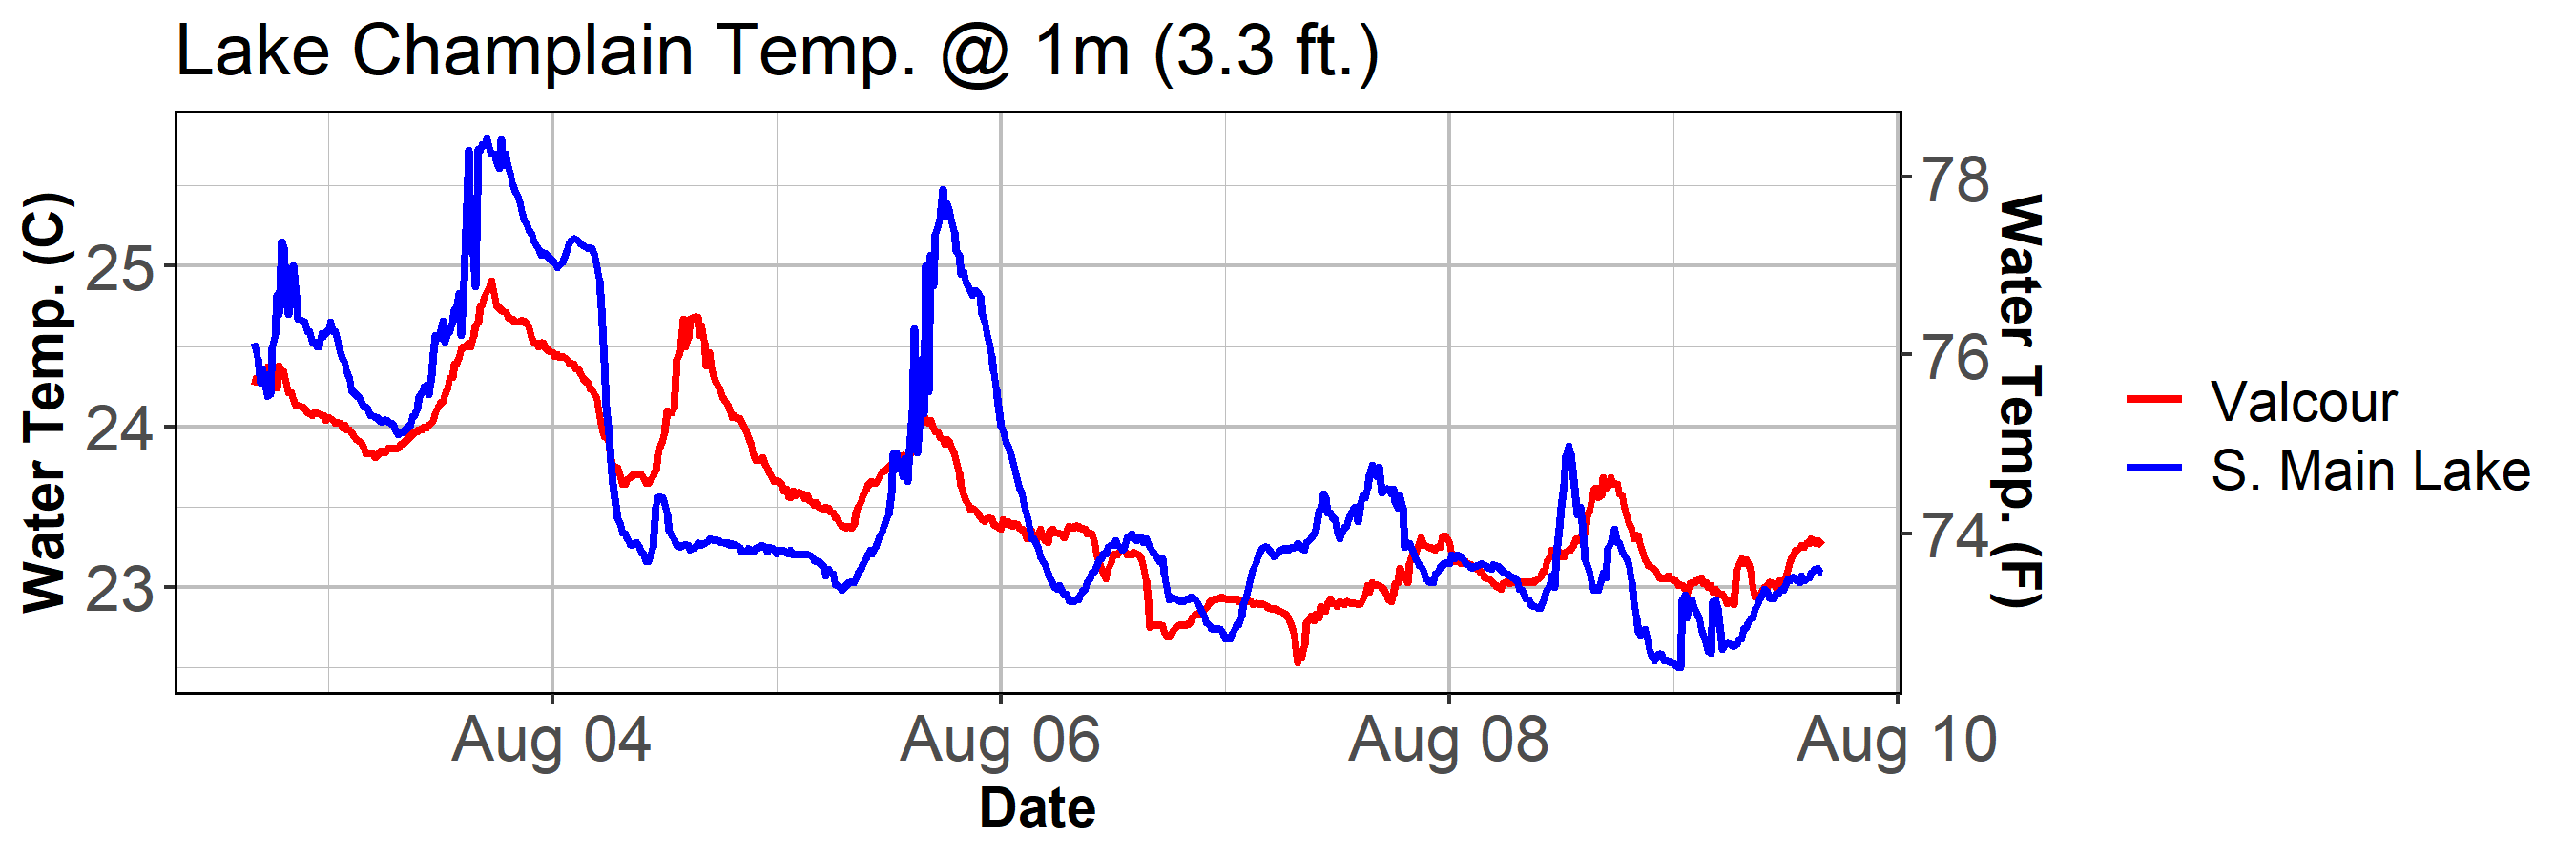 Lake Champlain Temp. @ 1m (3.3 ft.)
Water Temp. (C)
25
24
23
78
76
74
Water Temp. (F)
Valcour
S. Main Lake
Aug 04
Aug 06
Aug 08
Aug 10
Date